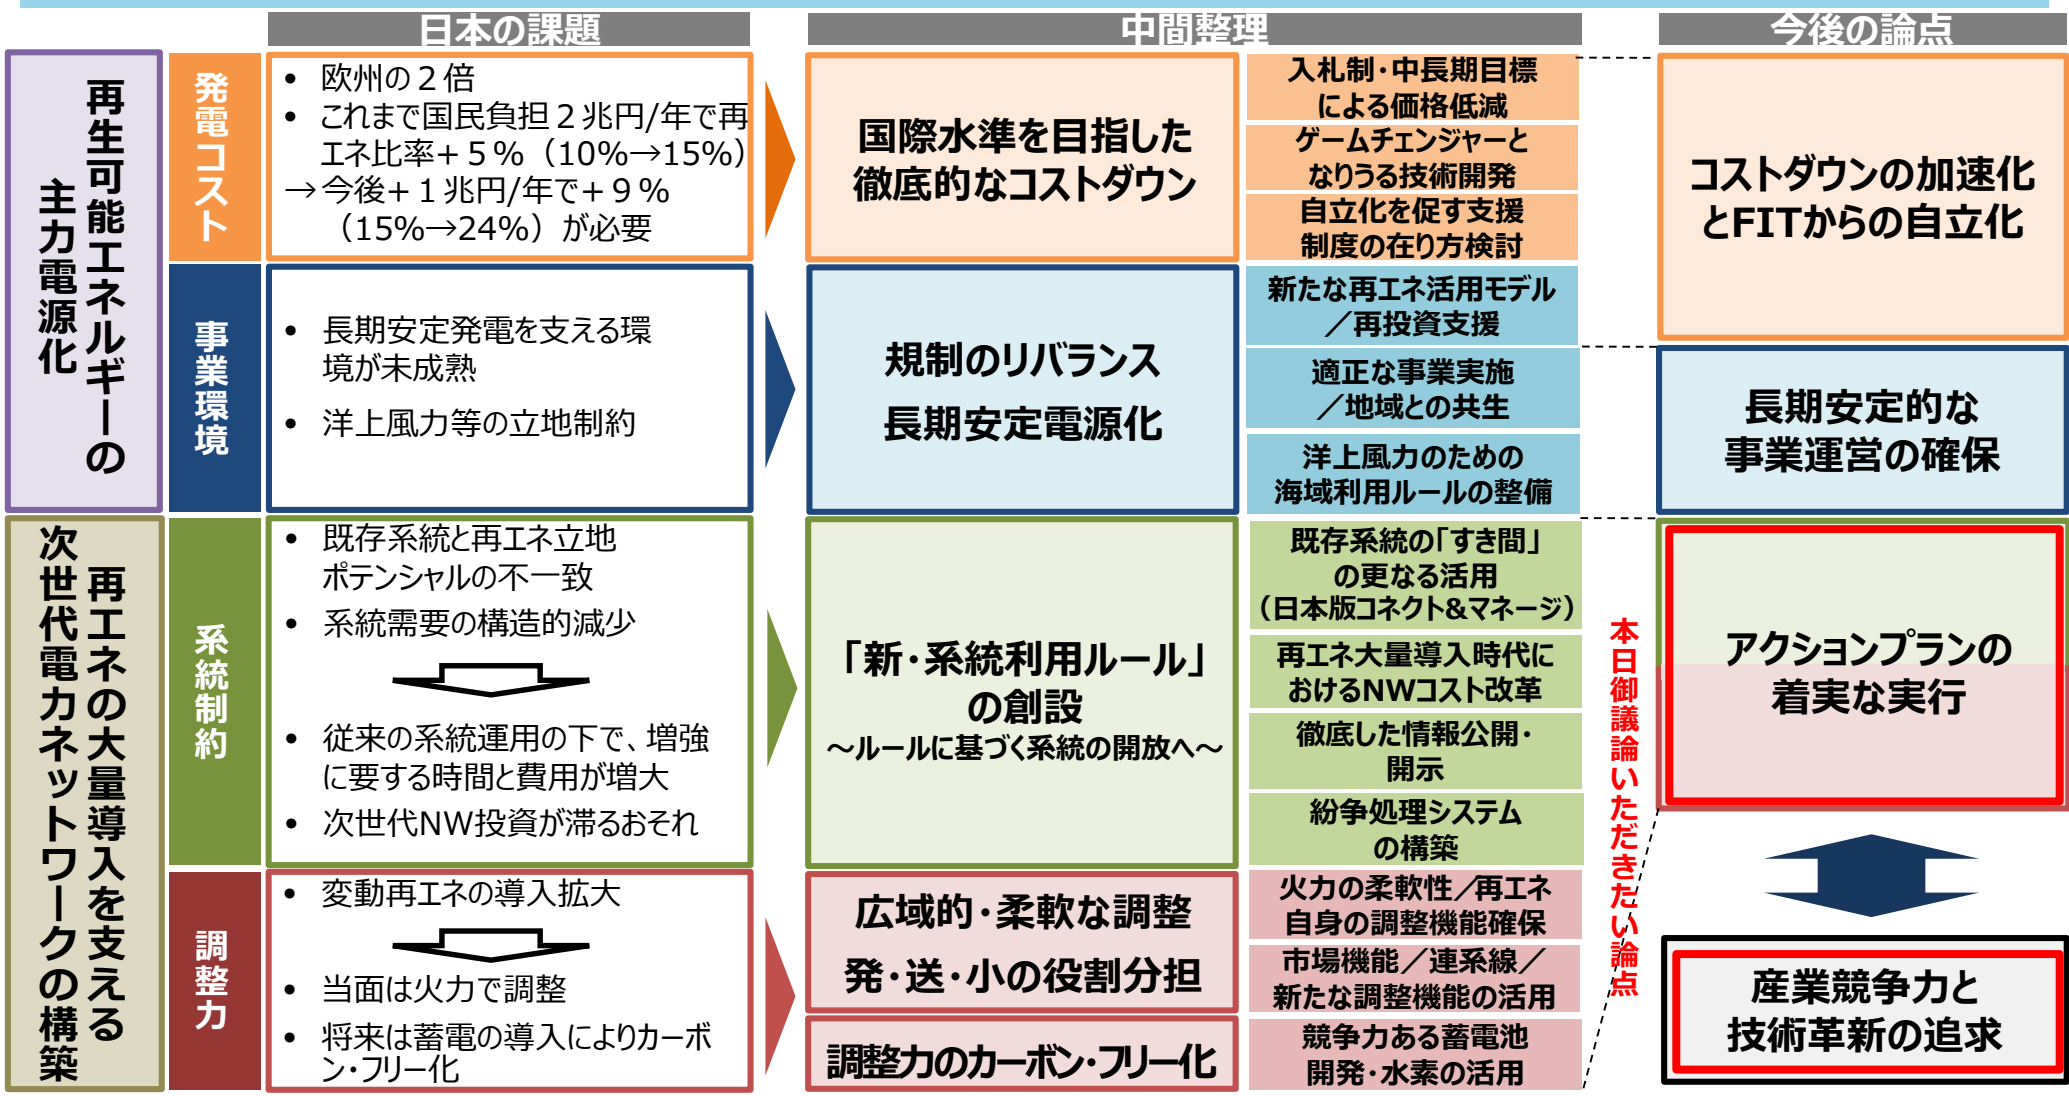 日本の課題
中間整理
今後の論点
再生可能エネルギーの
主力電源化
発電コスト
• 欧州の２倍
• これまで国民負担２兆円/年で再
エネ比率+５%（10%→15%）
→今後+１兆円/年で+９%
（15%→24%）が必要
国際水準を目指した
徹底的なコストダウン
入札制・中長期目標
による価格低減
ゲームチェンジャーと
なりうる技術開発
自立化を促す支援
制度の在り方検討
コストダウンの加速化
とFITからの自立化
事業環境
• 長期安定発電を支える環
境が未成熟
• 洋上風力等の立地制約
規制のリバランス
長期安定電源化
新たな再エネ活用モデル
／再投資支援
適正な事業実施
／地域との共生
洋上風力のための
海域利用ルールの整備
長期安定的な
事業運営の確保
再エネの大量導入を支える
次世代電力ネットワークの構築
系統制約
• 既存系統と再エネ立地
ポテンシャルの不一致
• 系統需要の構造的減少
• 従来の系統運用の下で、増強
に要する時間と費用が増大
• 次世代NW投資が滞るおそれ
「新・系統利用ルール」
の創設
～ルールに基づく系統の開放へ～
既存系統の「すき間」
の更なる活用
（日本版コネクト&マネージ）
再エネ大量導入時代に
おけるNWコスト改革
徹底した情報公開・
開示
紛争処理システム
の構築
本日御議論いただきたい論点
アクションプランの
着実な実行
調整力
• 変動再エネの導入拡大
• 当面は火力で調整
• 将来は蓄電の導入によりカーボ
ン・フリー化
広域的・柔軟な調整
発・送・小の役割分担
調整力のカーボン・フリー化
火力の柔軟性／再エネ
自身の調整機能確保
市場機能／連系線／
新たな調整機能の活用
競争力ある蓄電池
開発・水素の活用
産業競争力と
技術革新の追求